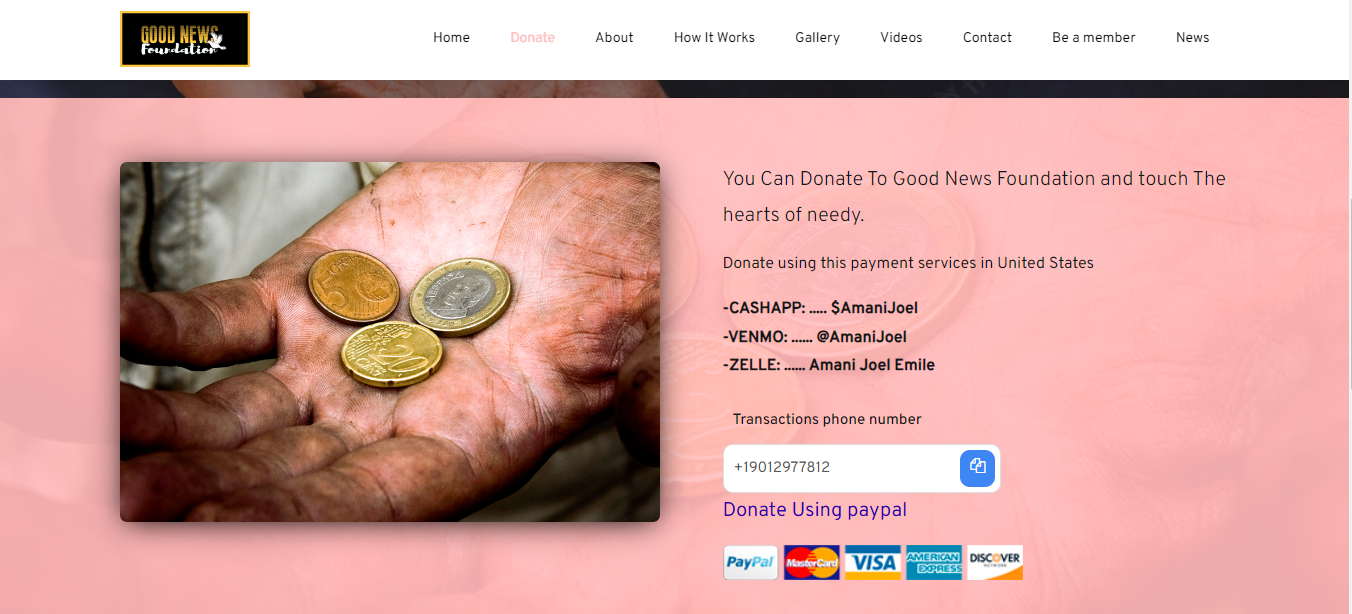 GOOD NEWS
Foundation
Home Donate About How It Works Gallery Videos Contact Be a member News
You Can Donate To Good News Foundation and touch The
hearts of needy.
Donate using this payment services in United States
-CASHAPP: ..... $AmaniJoel
-VENMO: ...... @AmaniJoel
-ZELLE: ...... Amani Joel Emile
Transactions phone number
+19012977812
Donate Using paypal
PayPal MasterCard VISA AMERICAN EXPRESS DISCOVER NETWORK
5
20